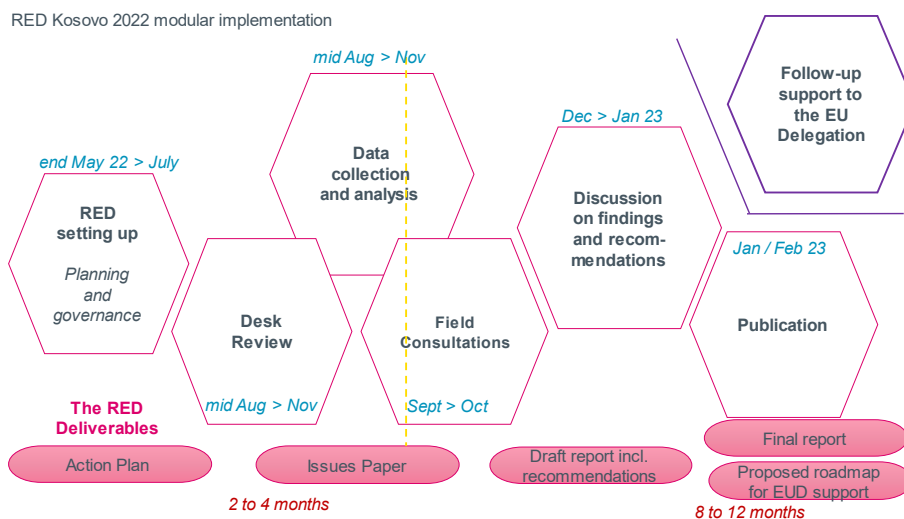 RED Kosovo 2022 modular implementation
mid Aug > Nov
Follow-up
support to
the EU
Delegation
Dec > Jan 23
end May 22 > July
Data
collection
and analysis
RED
setting up
Planning
and
governance
Discussion
on findings
and recom-
mendations
Jan / Feb 23
Desk
Review
Field
Consultations
Publication
mid Aug > Nov
Sept > Oct
The RED
Deliverables
Action Plan
Issues Paper
Draft report incl.
recommendations
Final report
Proposed roadmap
for EUD support
2 to 4 months
8 to 12 months